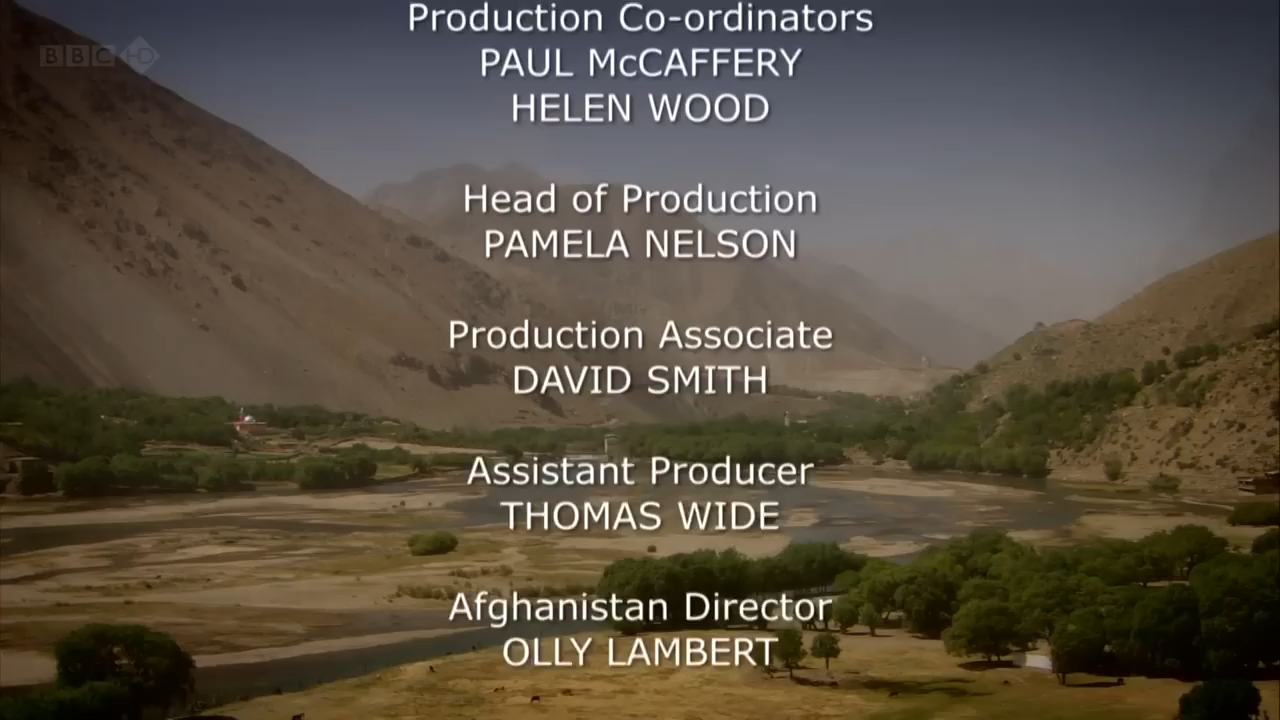 Production Co-ordinators
BBC HD
PAUL McCAFFERY
HELEN WOOD
Head of Production
PAMELA NELSON
Production Associate
DAVID SMITH
Assistant Producer
THOMAS WIDE
Afghanistan Director
OLLY LAMBERT